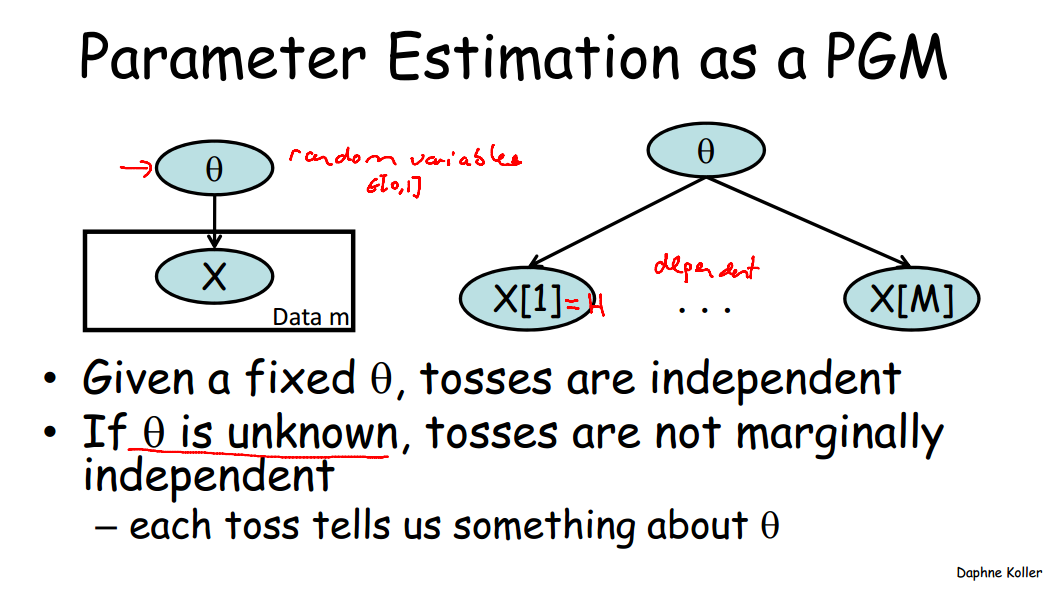 Parameter Estimation as a PGM
→ θ random variables
∈[0,1]
θ
X
Data m
dependent
X[1] = H . . . X[M]
• Given a fixed θ, tosses are independent
• If θ is unknown, tosses are not marginally
independent
– each toss tells us something about θ
Daphne Koller